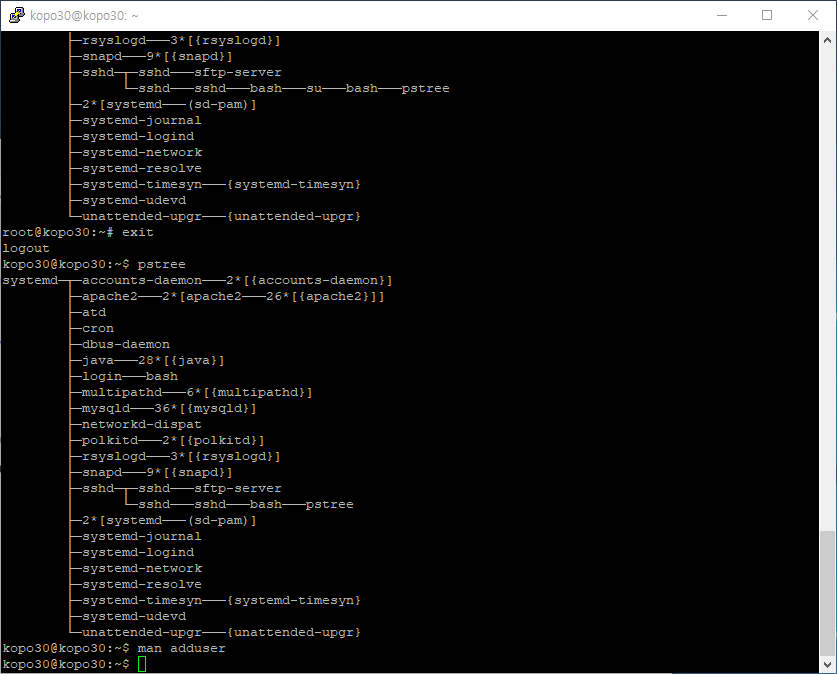 kopo30@kopo30: ~
├─rsyslogd───3*[{rsyslogd}]
├─snapd───9*[{snapd}]
├─sshd─┬─sshd───sftp-server
│      └─sshd───sshd───bash───su───bash───pstree
├─2*[systemd───(sd-pam)]
├─systemd-journal
├─systemd-logind
├─systemd-network
├─systemd-resolve
├─systemd-timesyn───{systemd-timesyn}
├─systemd-udevd
└─unattended-upgr───{unattended-upgr}
root@kopo30:~# exit
logout
kopo30@kopo30:~$ pstree
systemd─┬─accounts-daemon───2*[{accounts-daemon}]
├─apache2───2*[apache2───26*[{apache2}]]
├─atd
├─cron
├─dbus-daemon
├─java───28*[{java}]
├─login───bash
├─multipathd───6*[{multipathd}]
├─mysqld───36*[{mysqld}]
├─networkd-dispat
├─polkitd───2*[{polkitd}]
├─rsyslogd───3*[{rsyslogd}]
├─snapd───9*[{snapd}]
├─sshd─┬─sshd───sftp-server
│      └─sshd───sshd───bash───pstree
├─2*[systemd───(sd-pam)]
├─systemd-journal
├─systemd-logind
├─systemd-network
├─systemd-resolve
├─systemd-timesyn───{systemd-timesyn}
├─systemd-udevd
└─unattended-upgr───{unattended-upgr}
kopo30@kopo30:~$ man adduser
kopo30@kopo30:~$